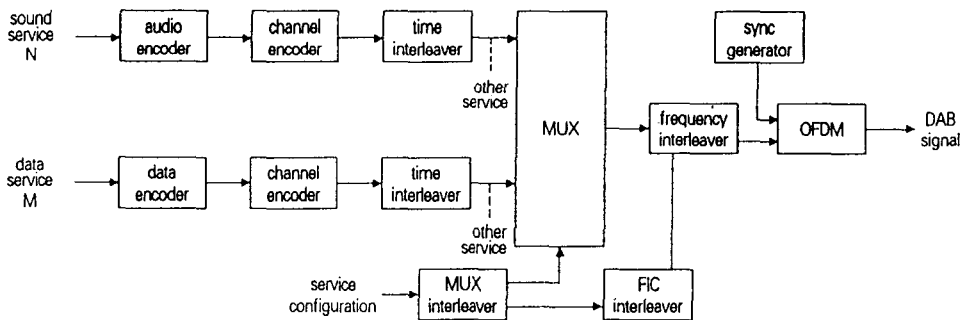 sound
service
N
audio
encoder
channel
encoder
time
interleaver
other
service
MUX
sync
generator
frequency
interleaver
OFDM
DAB
signal
data
service
M
data
encoder
channel
encoder
time
interleaver
other
service
service
configuration
MUX
interleaver
FIC
interleaver